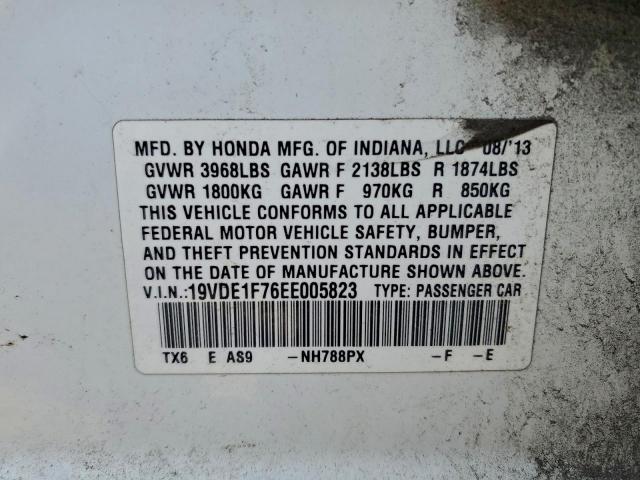 MFD. BY HONDA MFG. OF INDIANA, LLC 08/'13
GVWR 3968LBS GAWR F 2138LBS R 1874LBS
GVWR 1800KG GAWR F 970KG R 850KG
THIS VEHICLE CONFORMS TO ALL APPLICABLE
FEDERAL MOTOR VEHICLE SAFETY, BUMPER,
AND THEFT PREVENTION STANDARDS IN EFFECT
ON THE DATE OF MANUFACTURE SHOWN ABOVE.
V.I.N.:19VDE1F76EE005823 TYPE: PASSENGER CAR
TX6 E AS9 -NH788PX -F -E